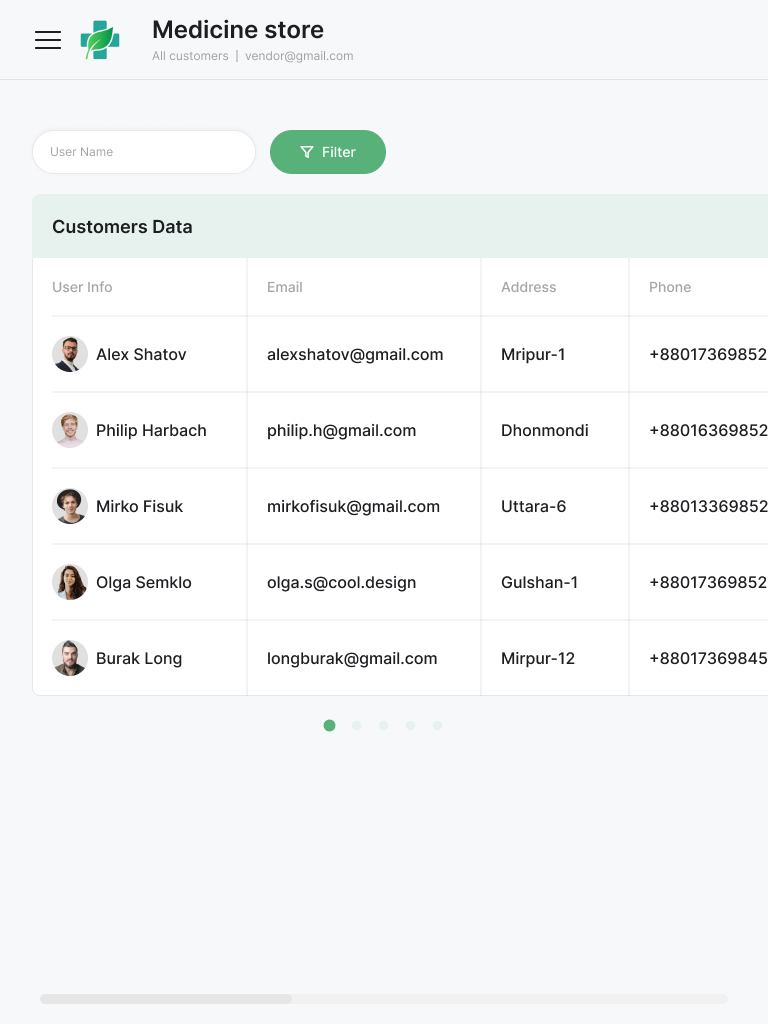 Medicine store
All customers | vendor@gmail.com
User Name
Filter
Customers Data
User Info Email Address Phone
Alex Shatov alexshatov@gmail.com Mripur-1 +88017369852
Philip Harbach philip.h@gmail.com Dhonmondi +88016369852
Mirko Fisuk mirkofisuk@gmail.com Uttara-6 +88013369852
Olga Semklo olga.s@cool.design Gulshan-1 +88017369852
Burak Long longburak@gmail.com Mirpur-12 +88017369845